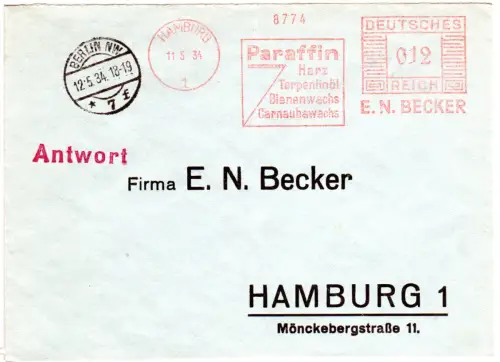 8774
HAMBURG
11.5.34
1
Paraffin
Harz
Terpentinöl
Bienenwachs
Carnaubawachs
DEUTSCHES
012
REICH
E. N. BECKER
BERLIN NW
12.5.34.18-19
* 7 f
Antwort
Firma E. N. Becker
HAMBURG 1
Mönckebergstraße 11.